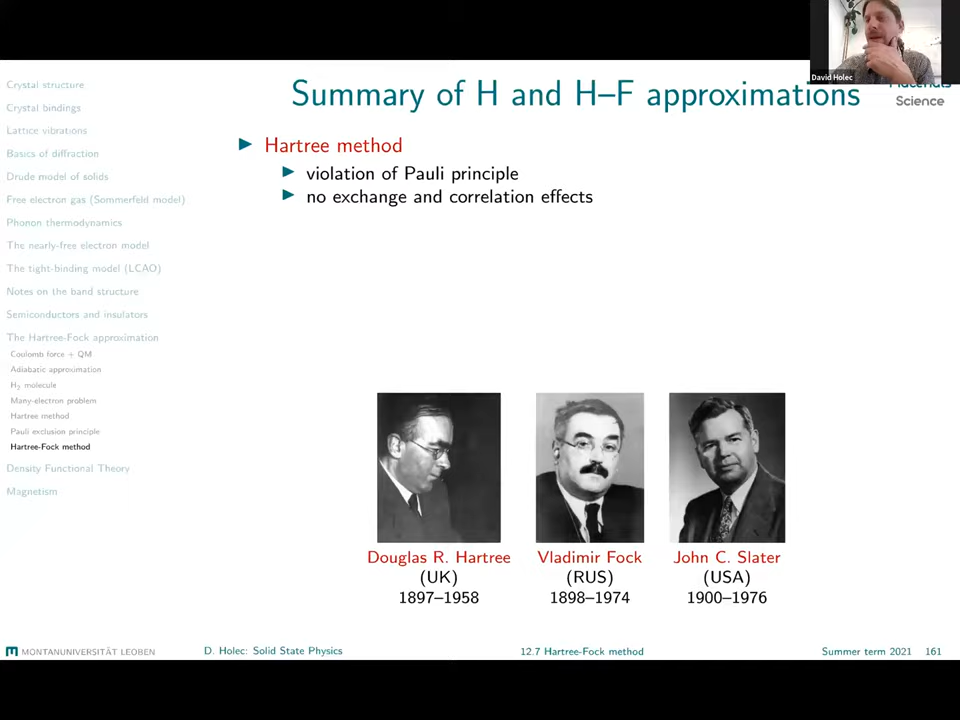 David Holec
Science
Summary of H and H–F approximations
Crystal structure
Crystal bindings
Lattice vibrations
Basics of diffraction
Drude model of solids
Free electron gas (Sommerfeld model)
Phonon thermodynamics
The nearly-free electron model
The tight-binding model (LCAO)
Notes on the band structure
Semiconductors and insulators
The Hartree-Fock approximation
Coulomb force + QM
Adiabatic approximation
H₂ molecule
Many-electron problem
Hartree method
Pauli exclusion principle
Hartree-Fock method
Density Functional Theory
Magnetism
Hartree method
violation of Pauli principle
no exchange and correlation effects
Douglas R. Hartree
(UK)
1897–1958
Vladimir Fock
(RUS)
1898–1974
John C. Slater
(USA)
1900–1976
MONTANUNIVERSITÄT LEOBEN
D. Holec: Solid State Physics
12.7 Hartree-Fock method
Summer term 2021 161